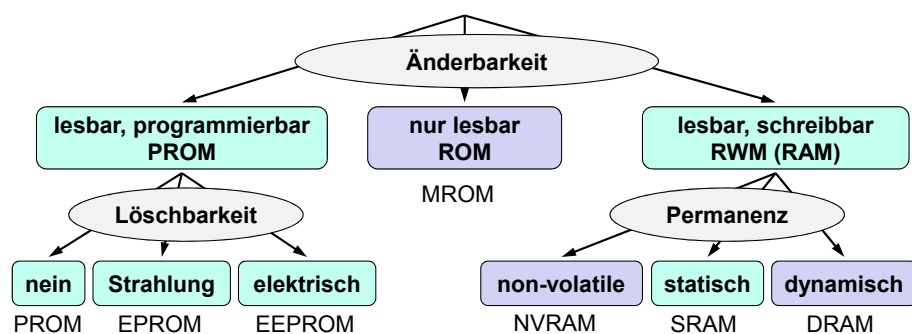 Änderbarkeit
lesbar, programmierbar
PROM
nur lesbar
ROM
lesbar, schreibbar
RWM (RAM)
MROM
Löschbarkeit
Permanenz
nein
Strahlung
elektrisch
non-volatile
statisch
dynamisch
PROM
EPROM
EEPROM
NVRAM
SRAM
DRAM